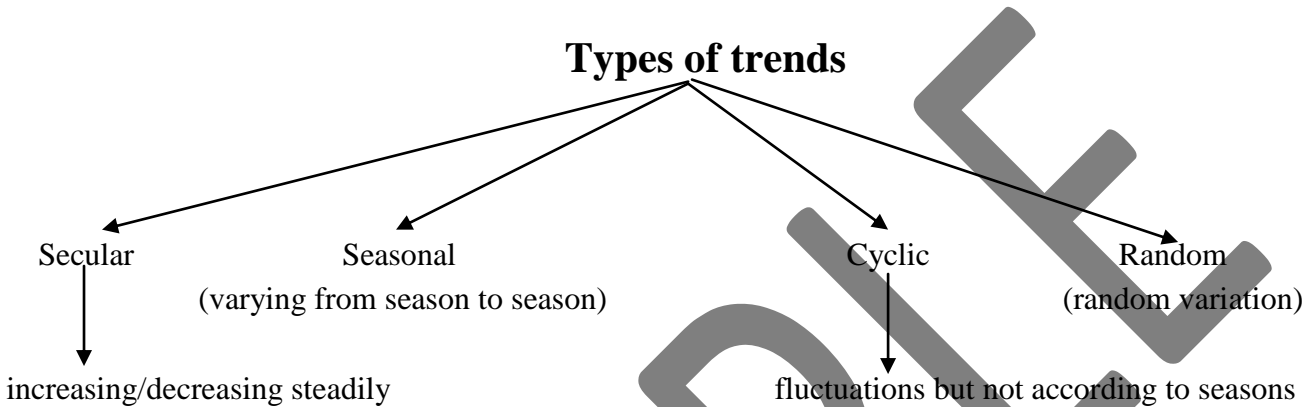 Types of trends
Secular Seasonal Cyclic Random
(varying from season to season) (random variation)
increasing/decreasing steadily fluctuations but not according to seasons